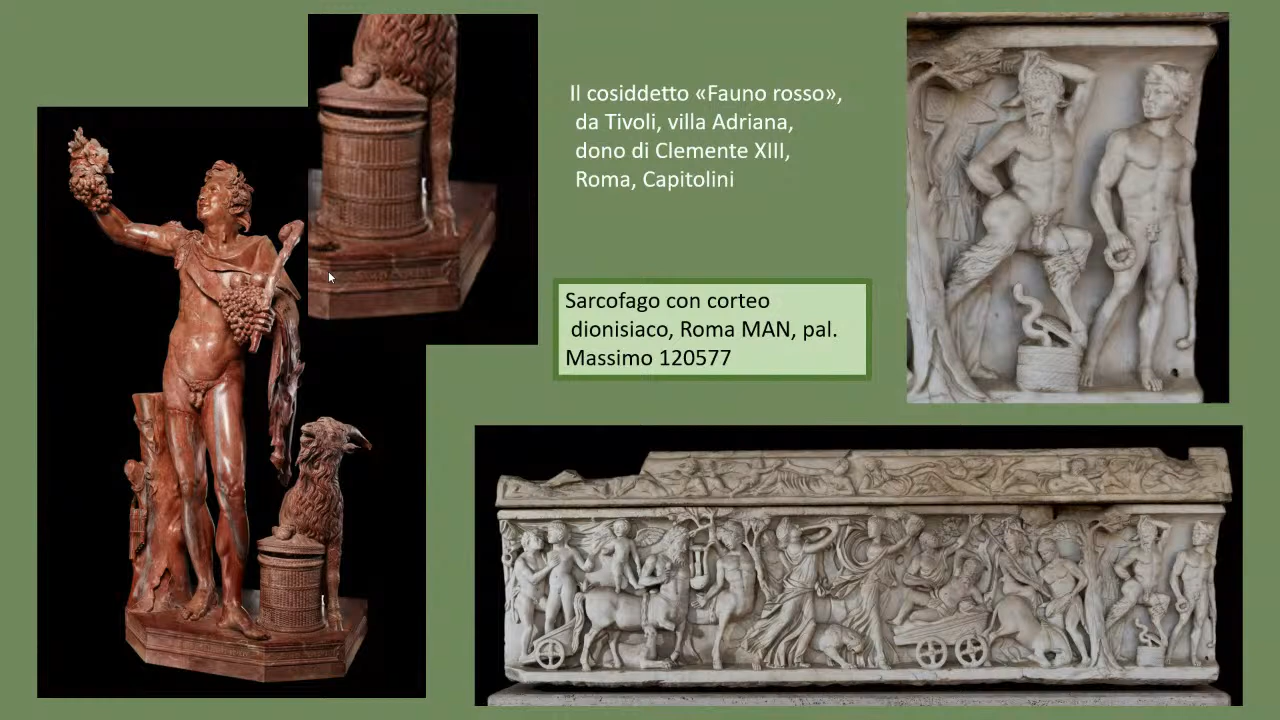 Il cosiddetto «Fauno rosso»,
da Tivoli, villa Adriana,
dono di Clemente XIII,
Roma, Capitolini
Sarcofago con corteo
dionisiaco, Roma MAN, pal.
Massimo 120577